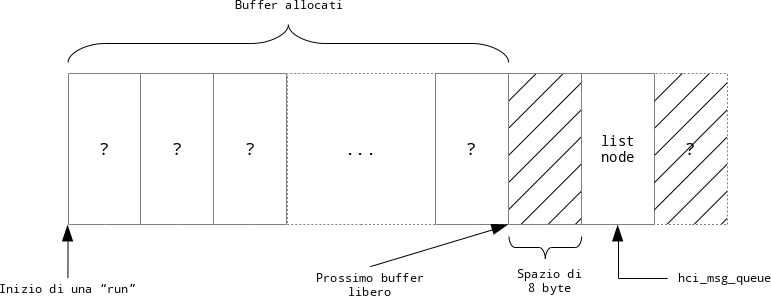 Buffer allocati
?
?
?
...
?
list
node
?
Inizio di una “run”
Prossimo buffer
libero
Spazio di
8 byte
hci_msg_queue